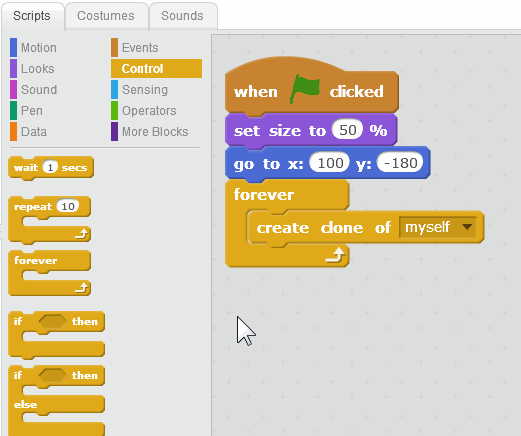 Scripts Costumes Sounds
Motion Events
Looks Control
Sound Sensing
Pen Operators
Data More Blocks
wait 1 secs
repeat 10
forever
if then
if then
else
when clicked
set size to 50 %
go to x: 100 y: -180
forever
create clone of myself